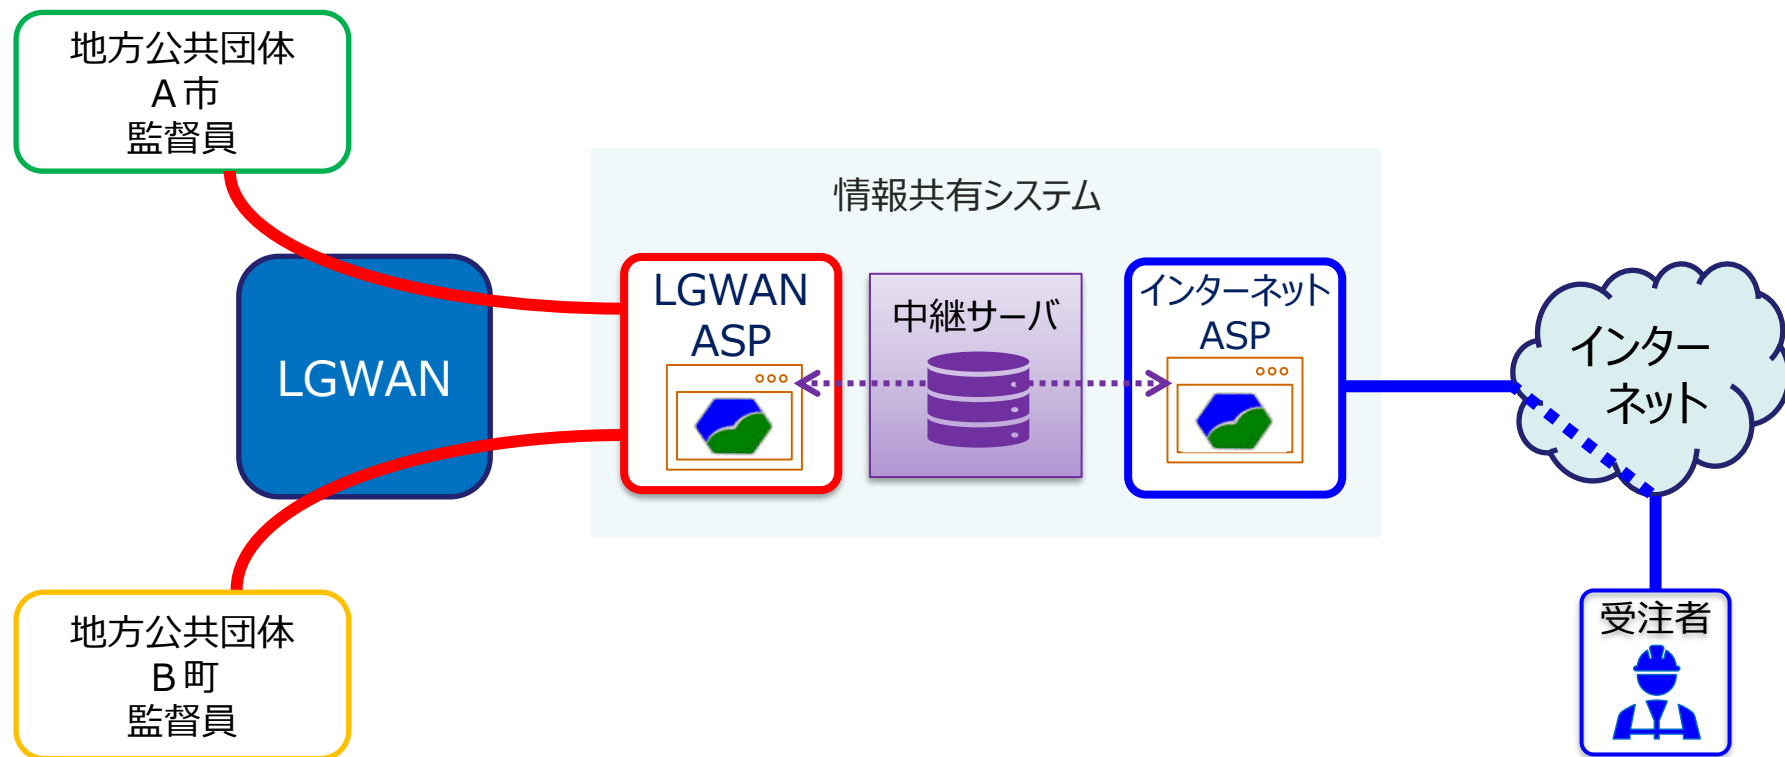 地方公共団体
A市
監督員
情報共有システム
LGWAN
LGWAN
ASP
中継サーバ
インターネット
ASP
インター
ネット
地方公共団体
B町
監督員
受注者